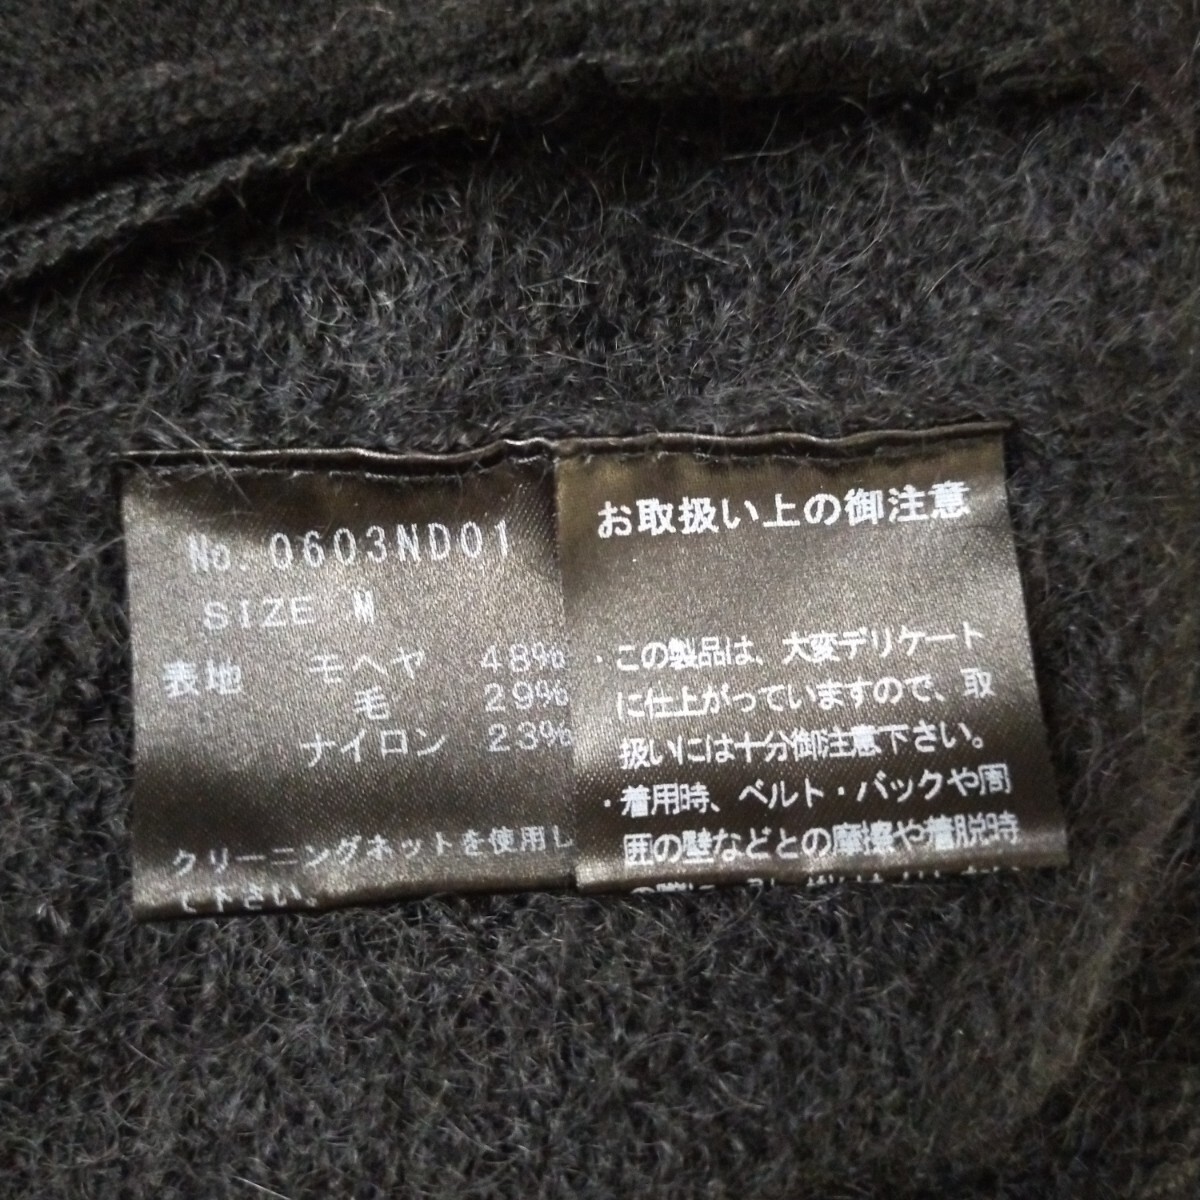 No. 0603ND01
SIZE M
表地 モヘヤ 48%
毛 29%
ナイロン 23%
クリーニングネットを使用し
て下さい。
お取扱い上の御注意
・この製品は、大変デリケート
に仕上がっていますので、取
扱いには十分御注意下さい。
・着用時、ベルト・バックや周
囲の壁などとの摩擦や着脱時